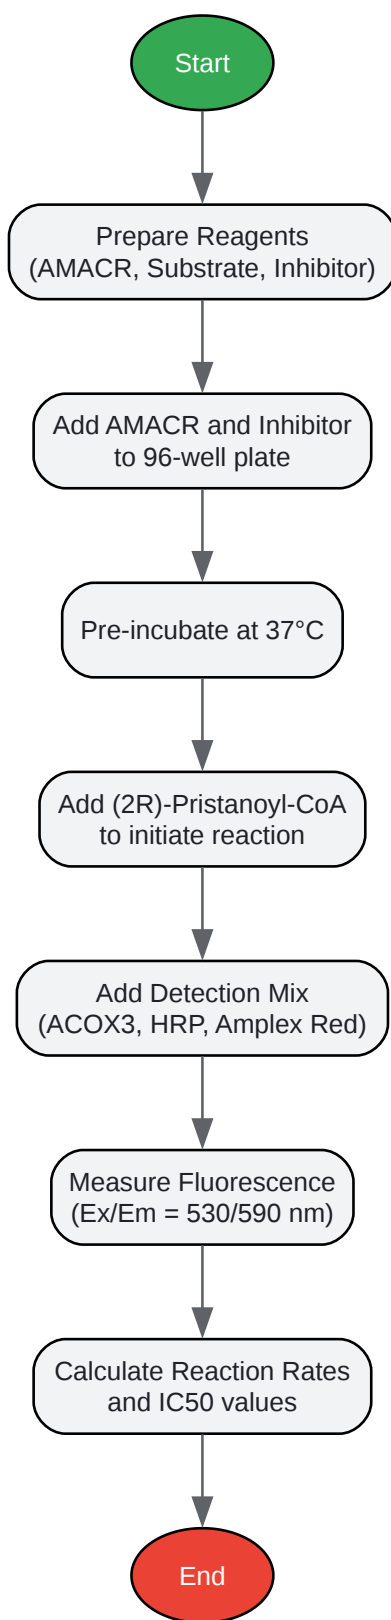 Start
Prepare Reagents
(AMACR, Substrate, Inhibitor)
Add AMACR and Inhibitor
to 96-well plate
Pre-incubate at 37°C
Add (2R)-Pristanoyl-CoA
to initiate reaction
Add Detection Mix
(ACOX3, HRP, Amplex Red)
Measure Fluorescence
(Ex/Em = 530/590 nm)
Calculate Reaction Rates
and IC50 values
End